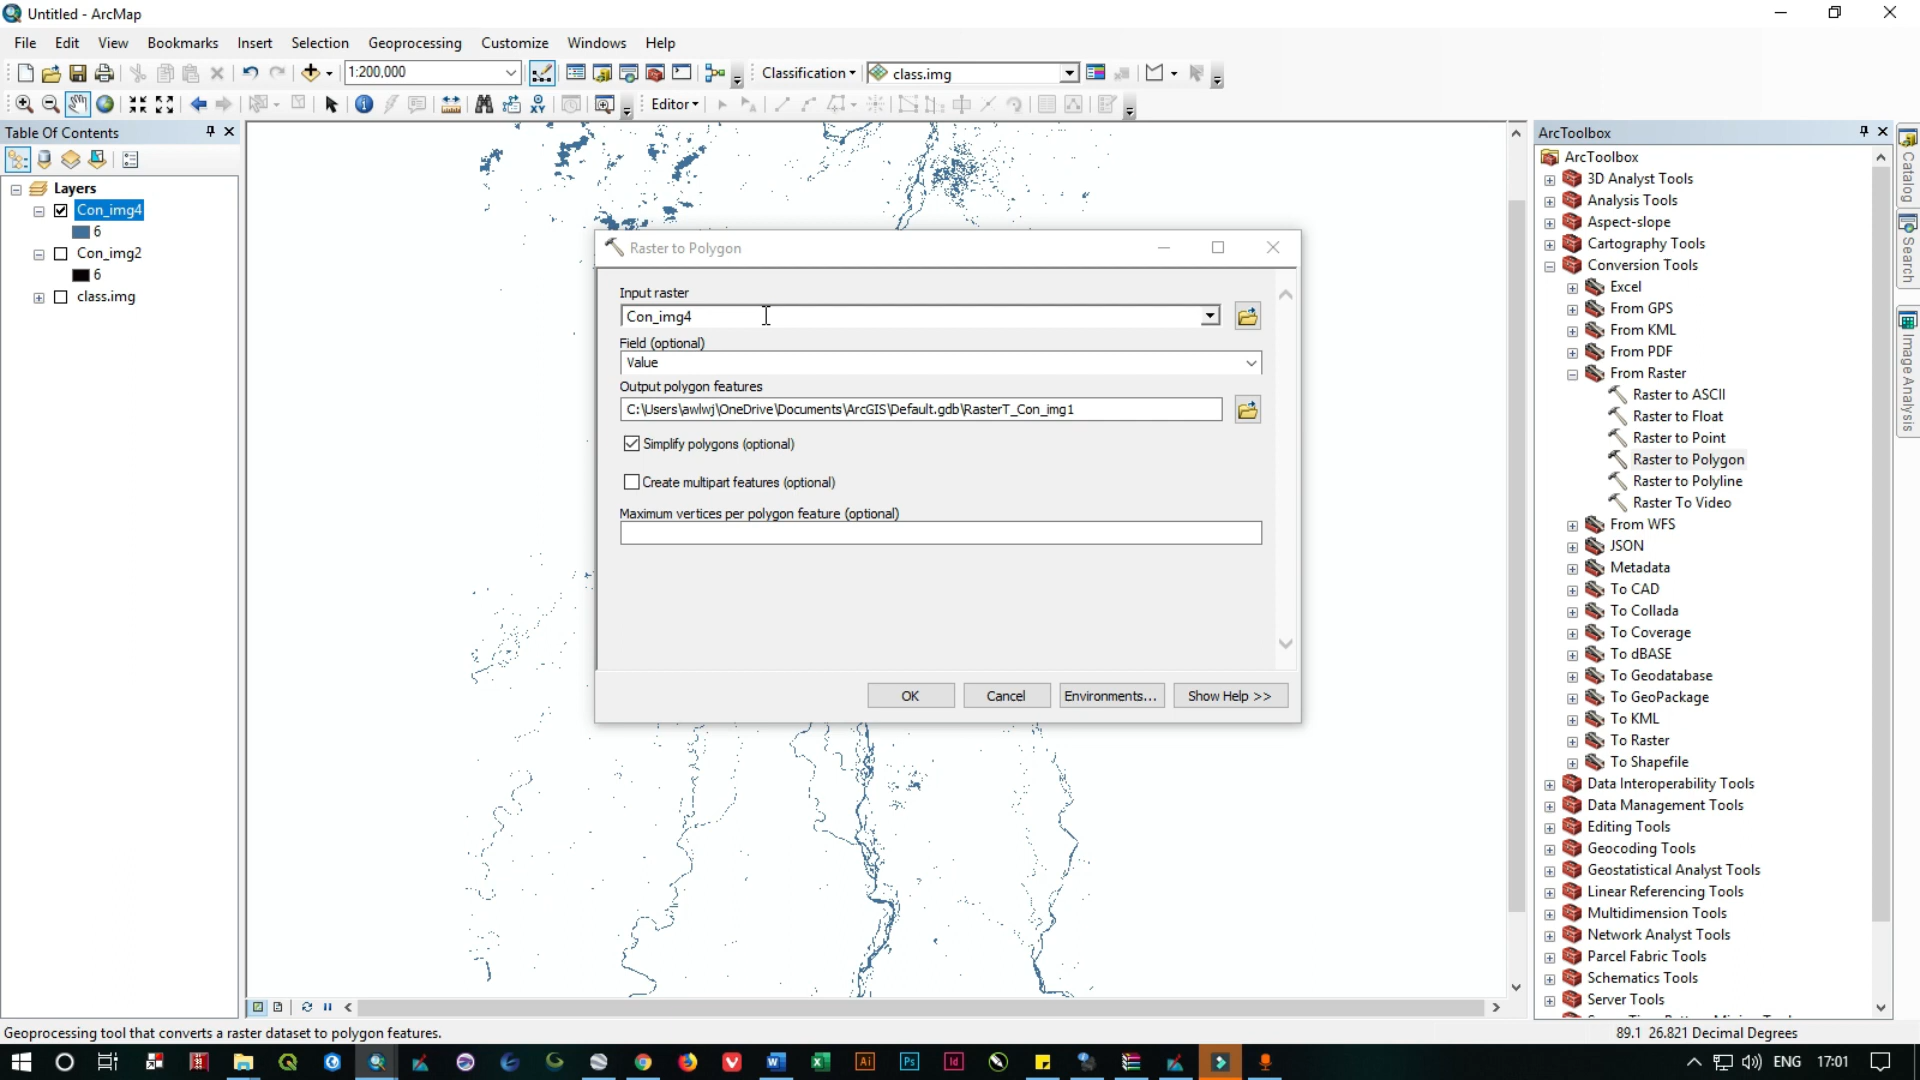 Untitled - ArcMap
File Edit View Bookmarks Insert Selection Geoprocessing Customize Windows Help
1:200,000 Classification class.img
Editor
Table Of Contents
Layers
Con_img4
6
Con_img2
6
class.img
Raster to Polygon
Input raster
Con_img4
Field (optional)
Value
Output polygon features
C:\Users\awlwj\OneDrive\Documents\ArcGIS\Default.gdb\RasterT_Con_img1
Simplify polygons (optional)
Create multipart features (optional)
Maximum vertices per polygon feature (optional)
OK Cancel Environments... Show Help >>
ArcToolbox
ArcToolbox
3D Analyst Tools
Analysis Tools
Aspect-slope
Cartography Tools
Conversion Tools
Excel
From GPS
From KML
From PDF
From Raster
Raster to ASCII
Raster to Float
Raster to Point
Raster to Polygon
Raster to Polyline
Raster To Video
From WFS
JSON
Metadata
To CAD
To Collada
To Coverage
To dBASE
To Geodatabase
To GeoPackage
To KML
To Raster
To Shapefile
Data Interoperability Tools
Data Management Tools
Editing Tools
Geocoding Tools
Geostatistical Analyst Tools
Linear Referencing Tools
Multidimension Tools
Network Analyst Tools
Parcel Fabric Tools
Schematics Tools
Server Tools
Catalog
Search
Image Analysis
Geoprocessing tool that converts a raster dataset to polygon features.
89.1 26.821 Decimal Degrees
ENG 17:01